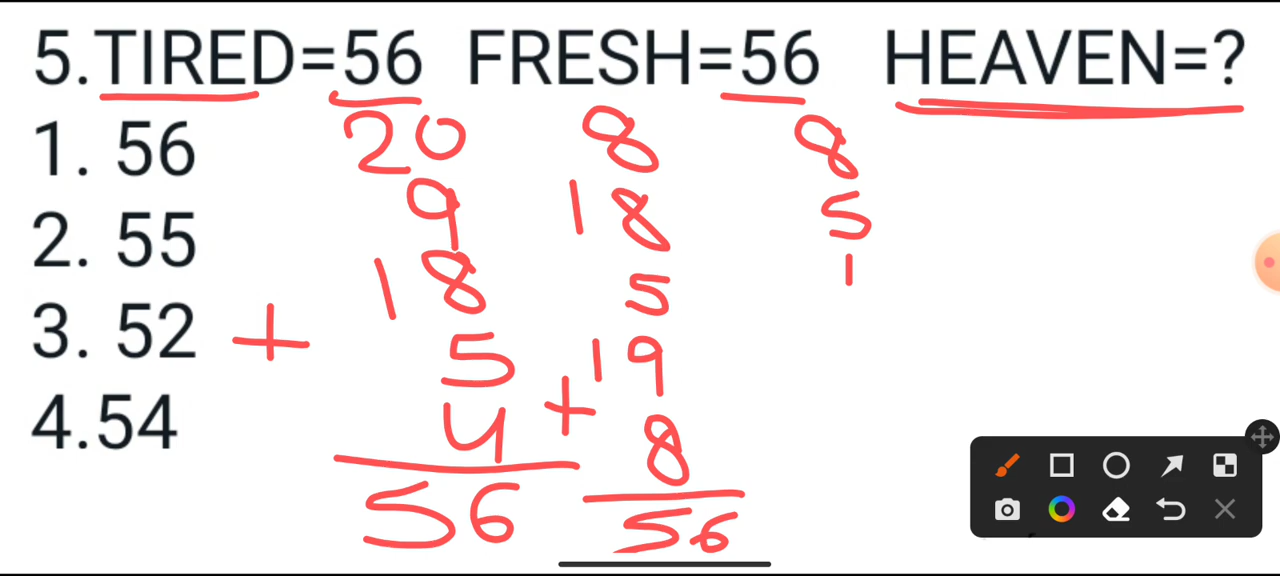 5.TIRED=56 FRESH=56 HEAVEN=?
1. 56 20 8 8
9 18 5
2. 55 18 5 1
3. 52 + 5 19
4.54 4 + 8
56 56